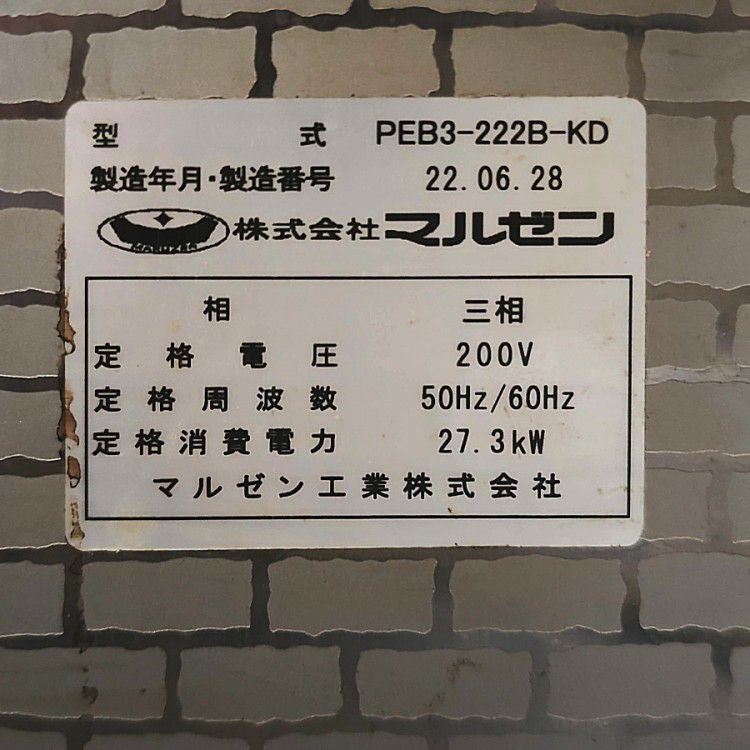 型式 PEB3-222B-KD
製造年月・製造番号 22.06.28
MARUZEN 株式会社マルゼン
相 三相
定格電圧 200V
定格周波数 50Hz/60Hz
定格消費電力 27.3kW
マルゼン工業株式会社